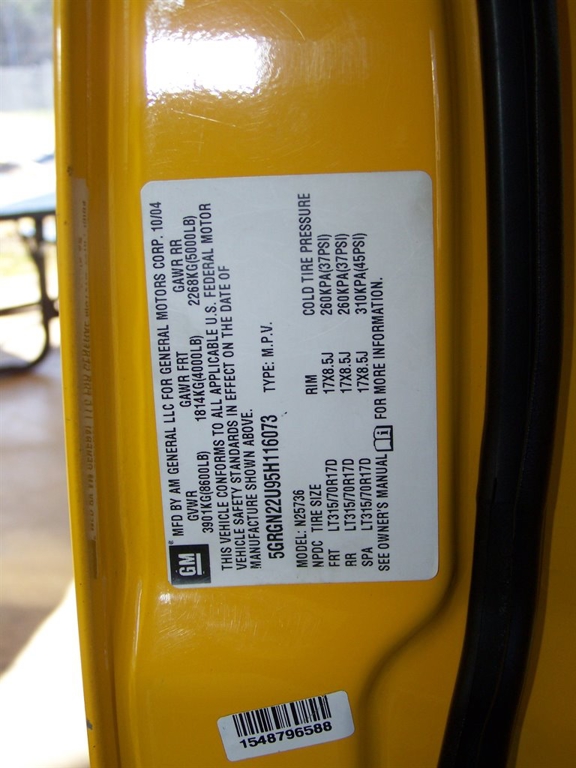 GM
MFD BY AM GENERAL LLC FOR GENERAL MOTORS CORP. 10/04
GVWR GAWR FRT GAWR RR
3901KG(8600LB) 1814KG(4000LB) 2268KG(5000LB)
THIS VEHICLE CONFORMS TO ALL APPLICABLE U.S. FEDERAL MOTOR
VEHICLE SAFETY STANDARDS IN EFFECT ON THE DATE OF
MANUFACTURE SHOWN ABOVE.
5GRGN22U95H116073 TYPE: M.P.V.
MODEL: N25736
NPDC TIRE SIZE RIM COLD TIRE PRESSURE
FRT LT315/70R17D 17X8.5J 260KPA(37PSI)
RR LT315/70R17D 17X8.5J 260KPA(37PSI)
SPA LT315/70R17D 17X8.5J 310KPA(45PSI)
SEE OWNER'S MANUAL FOR MORE INFORMATION.
1548796588